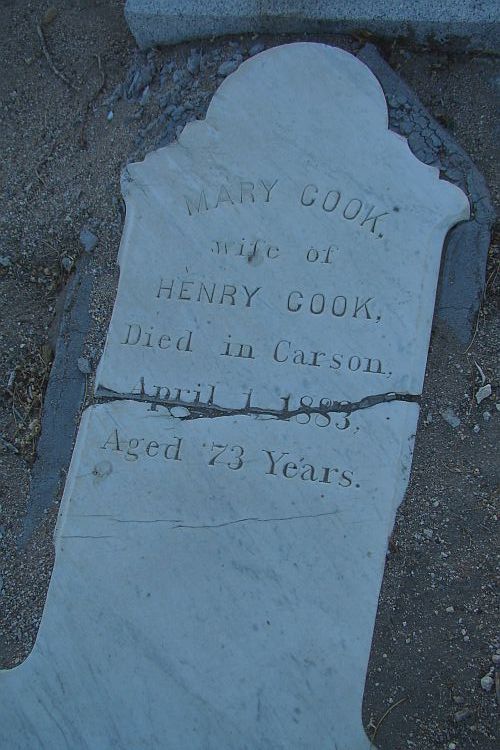 MARY COOK,
wife of
HENRY COOK,
Died in Carson,
April 1, 1883,
Aged 73 Years.